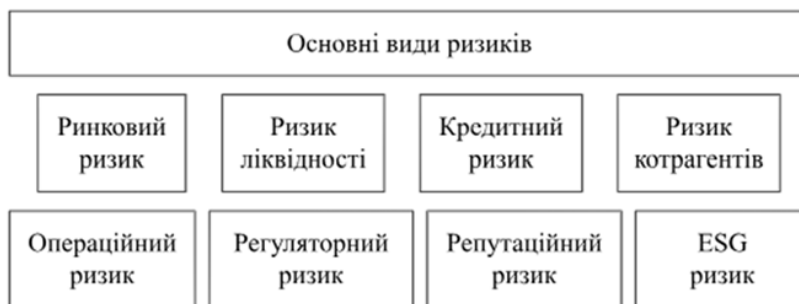 Основні види ризиків
Ринковий
ризик
Ризик
ліквідності
Кредитний
ризик
Ризик
котрагентів
Операційний
ризик
Регуляторний
ризик
Репутаційний
ризик
ESG
ризик